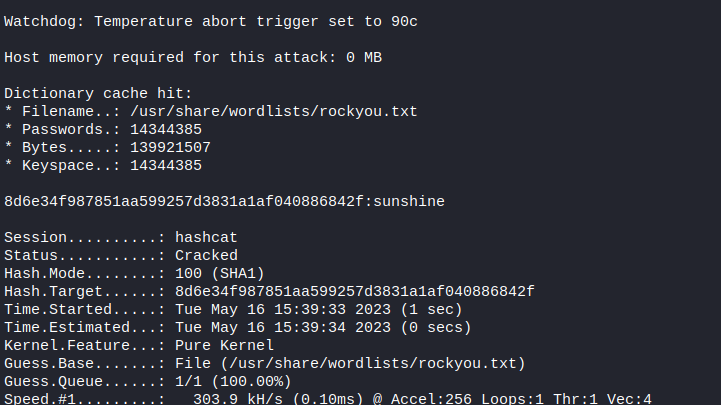 Watchdog: Temperature abort trigger set to 90c
Host memory required for this attack: 0 MB
Dictionary cache hit:
* Filename..: /usr/share/wordlists/rockyou.txt
* Passwords.: 14344385
* Bytes.....: 139921507
* Keyspace..: 14344385
8d6e34f987851aa599257d3831a1af040886842f:sunshine
Session..........: hashcat
Status...........: Cracked
Hash.Mode........: 100 (SHA1)
Hash.Target......: 8d6e34f987851aa599257d3831a1af040886842f
Time.Started.....: Tue May 16 15:39:33 2023 (1 sec)
Time.Estimated...: Tue May 16 15:39:34 2023 (0 secs)
Kernel.Feature...: Pure Kernel
Guess.Base.......: File (/usr/share/wordlists/rockyou.txt)
Guess.Queue......: 1/1 (100.00%)
Speed.#1.........:   303.9 kH/s (0.10ms) @ Accel:256 Loops:1 Thr:1 Vec:4